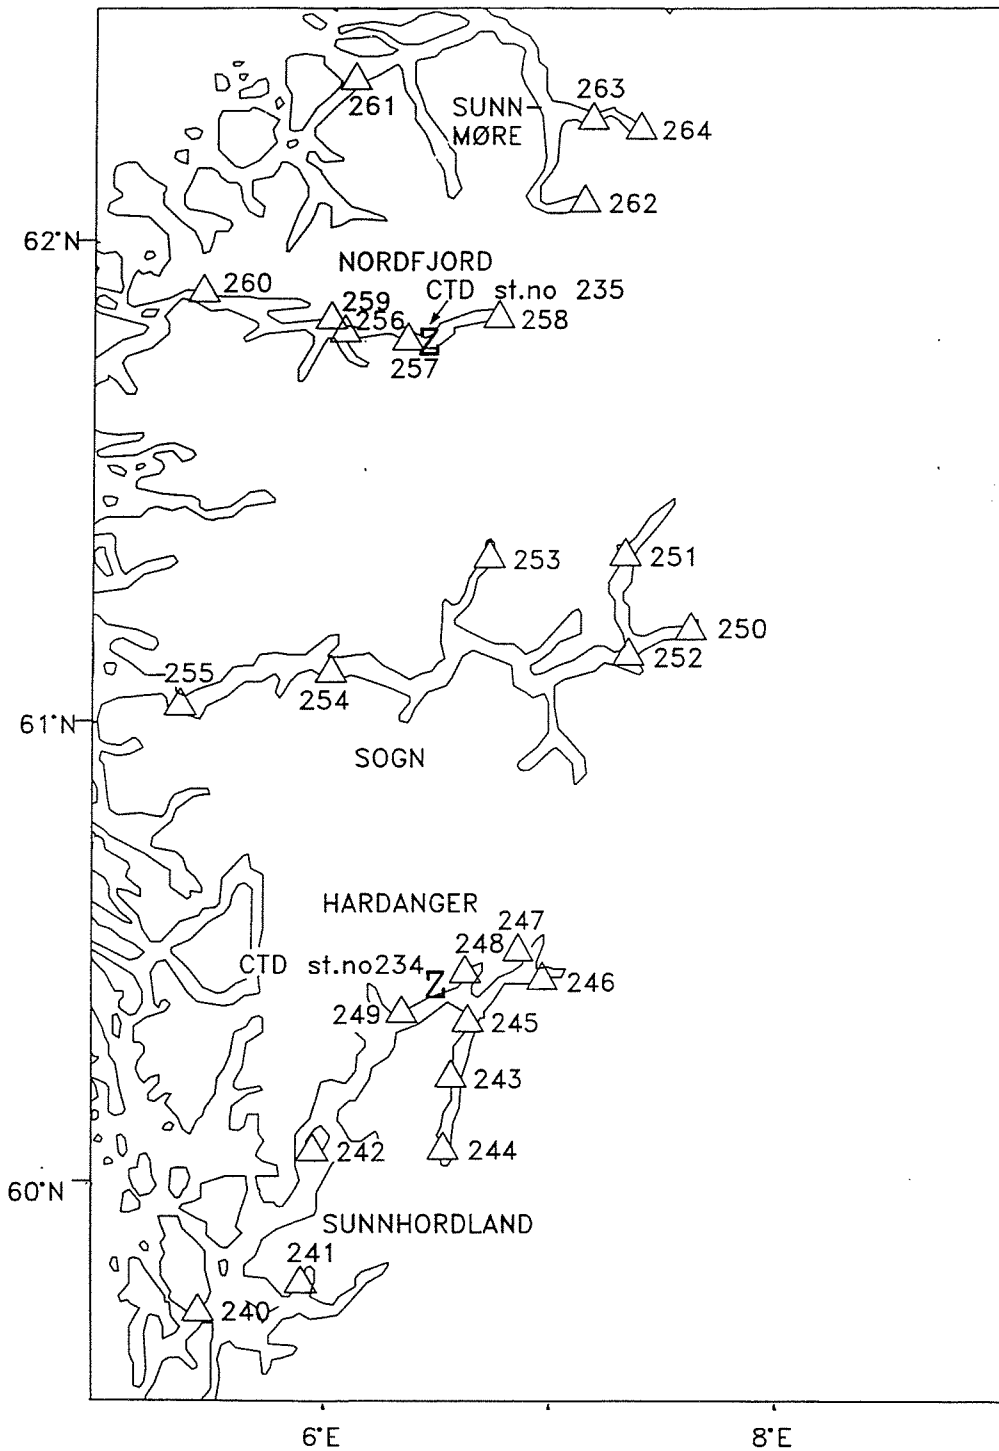 263
261
SUNN
MØRE
264
262
62°N
NORDFJORD
260
CTD st.no 235
259
256
258
257
253
251
250
252
255
254
61°N
SOGN
HARDANGER
247
248
CTD st.no234
246
249
245
243
242
244
60°N
SUNNHORDLAND
241
240
6°E
8°E